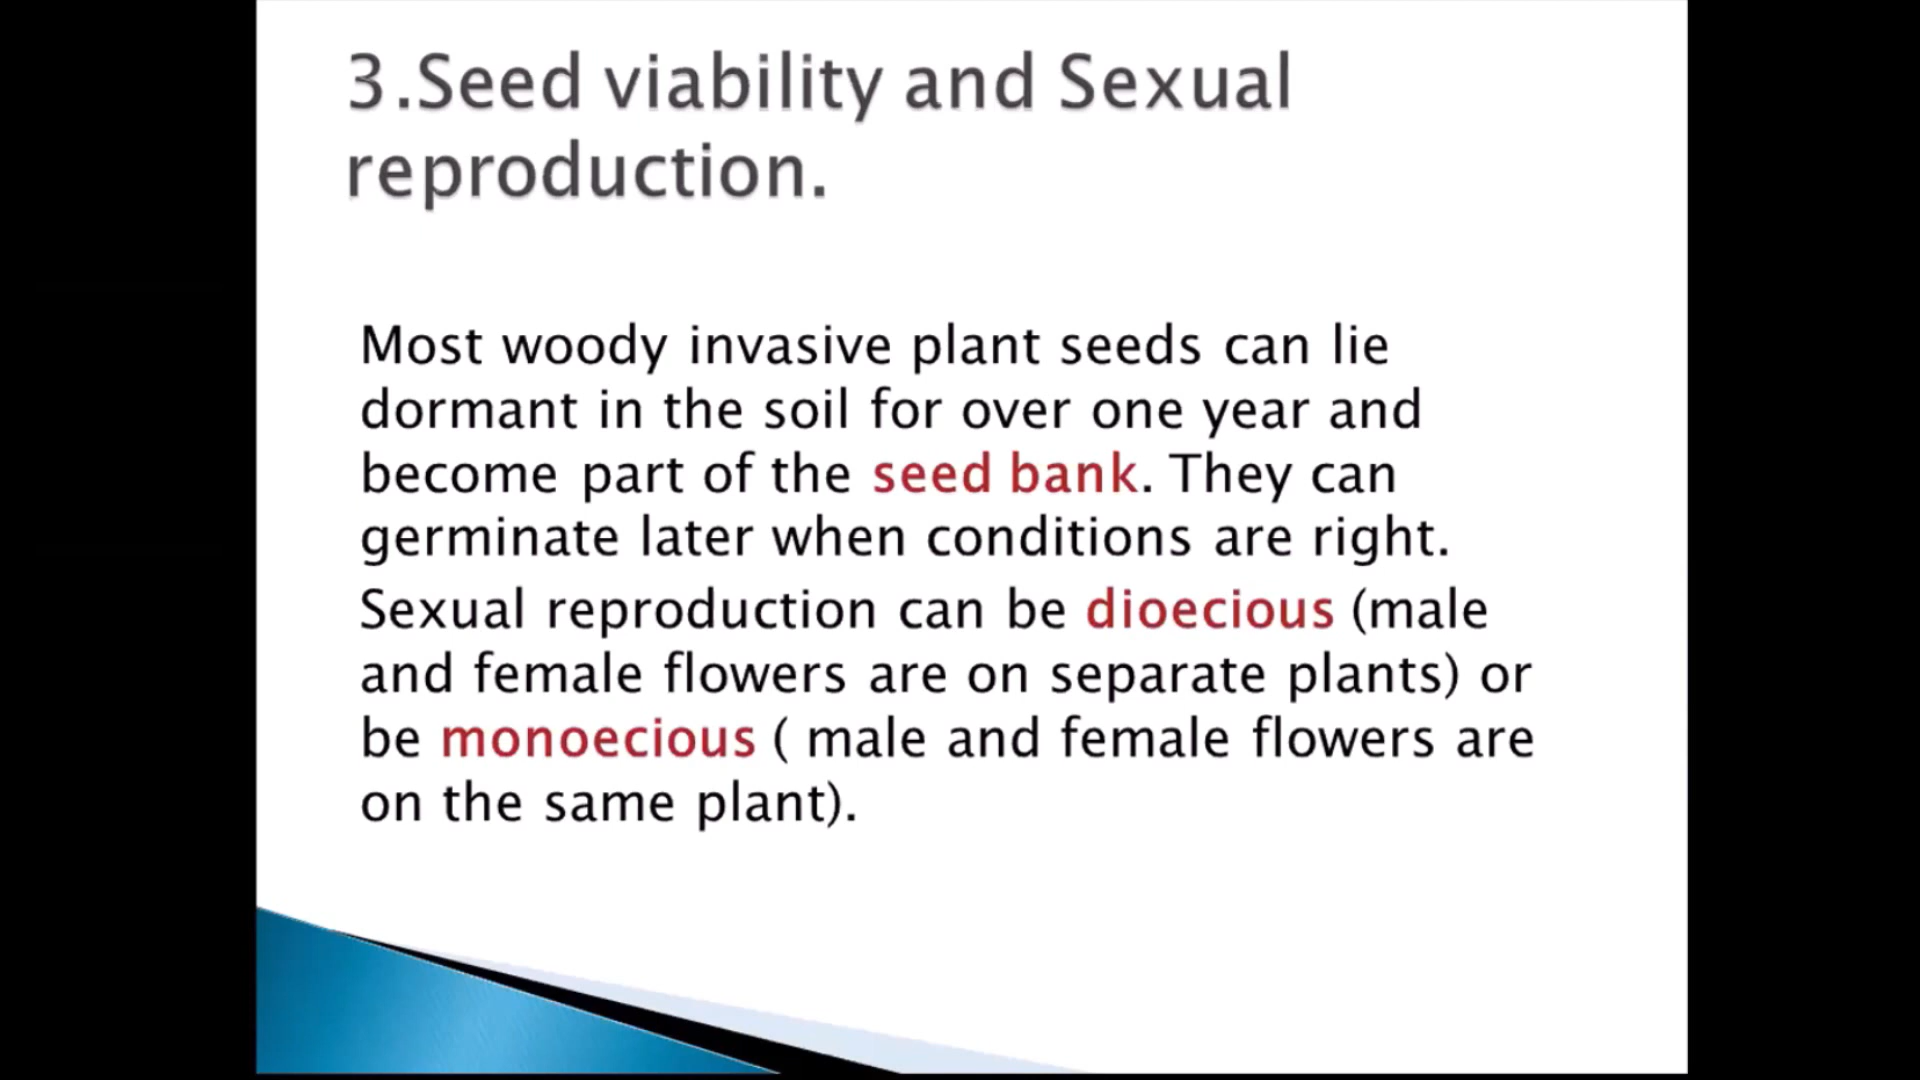 3.Seed viability and Sexual
reproduction.
Most woody invasive plant seeds can lie
dormant in the soil for over one year and
become part of the seed bank. They can
germinate later when conditions are right.
Sexual reproduction can be dioecious (male
and female flowers are on separate plants) or
be monoecious ( male and female flowers are
on the same plant).